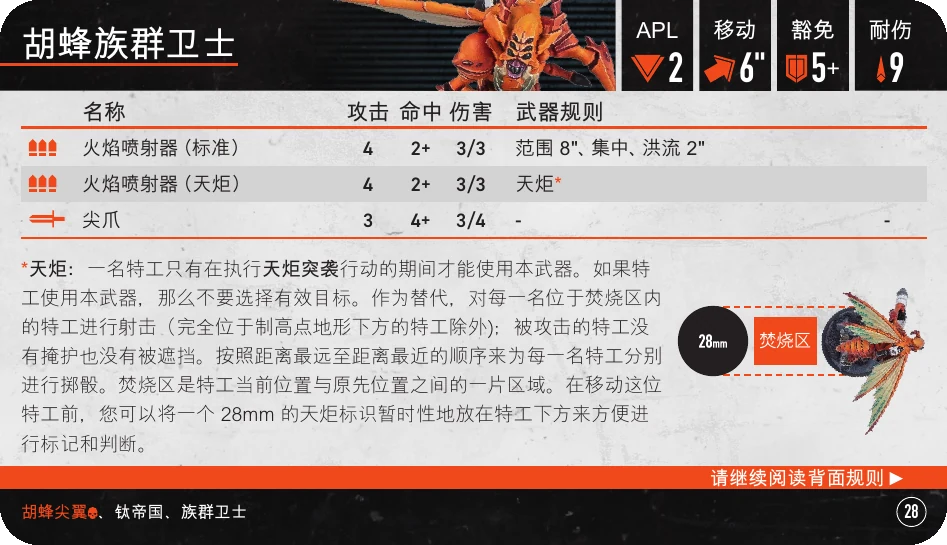 胡蜂族群卫士
APL 移动 豁免 耐伤
2 6" 5+ 9
名称 攻击 命中 伤害 武器规则
火焰喷射器（标准） 4 2+ 3/3 范围 8"、集中、洪流 2"
火焰喷射器（天炬） 4 2+ 3/3 天炬*
尖爪 3 4+ 3/4 - -
*天炬：一名特工只有在执行天炬突袭行动的期间才能使用本武器。如果特
工使用本武器，那么不要选择有效目标。作为替代，对每一名位于焚烧区内
的特工进行射击（完全位于制高点地形下方的特工除外）；被攻击的特工没
有掩护也没有被遮挡。按照距离最远至距离最近的顺序来为每一名特工分别
进行掷骰。焚烧区是特工当前位置与原先位置之间的一片区域。在移动这位
特工前，您可以将一个 28mm 的天炬标识暂时性地放在特工下方来方便进
行标记和判断。
28mm 焚烧区
请继续阅读背面规则 ▶
胡蜂尖翼、钛帝国、族群卫士 28